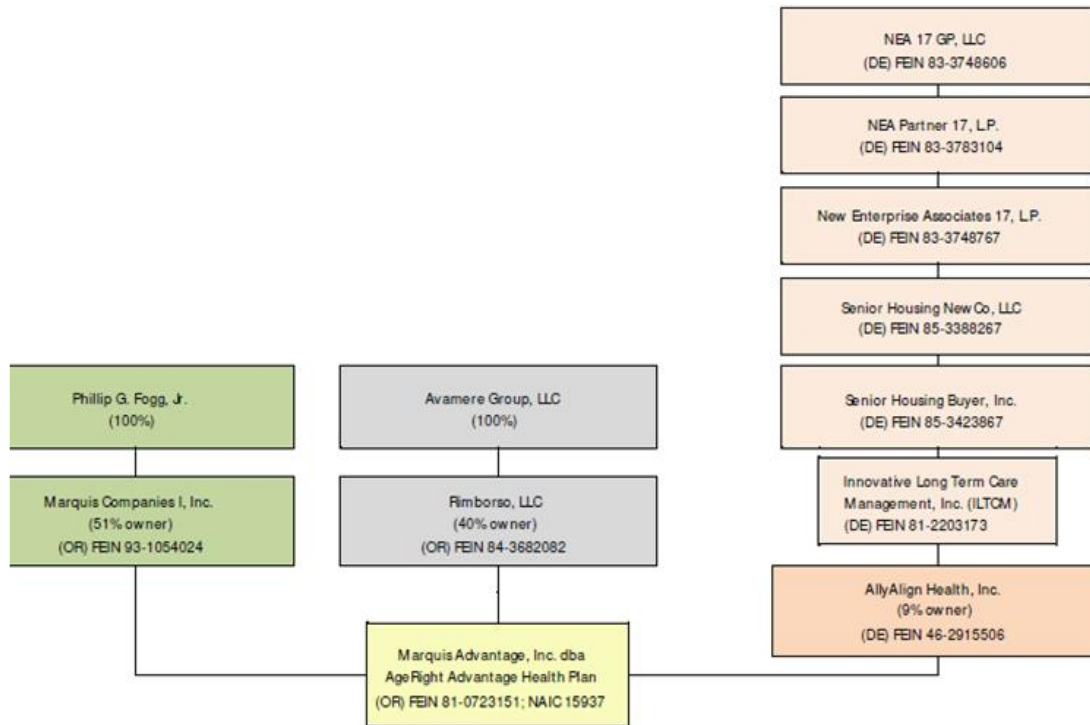 NEA 17 GP, LLC
(DE) FEIN 83-3748606
NEA Partner 17, L.P.
(DE) FEIN 83-3783104
New Enterprise Associates 17, L.P.
(DE) FEIN 83-3748767
Senior Housing NewCo, LLC
(DE) FEIN 85-3388267
Phillip G. Fogg, Jr.
(100%)
Avamere Group, LLC
(100%)
Senior Housing Buyer, Inc.
(DE) FEIN 85-3423867
Marquis Companies I, Inc.
(51% owner)
(OR) FEIN 93-1054024
Rimborso, LLC
(40% owner)
(OR) FEIN 84-3682082
Innovative Long Term Care
Management, Inc. (ILTCM)
(DE) FEIN 81-2203173
AllyAlign Health, Inc.
(9% owner)
(DE) FEIN 46-2915506
Marquis Advantage, Inc. dba
AgeRight Advantage Health Plan
(OR) FEIN 81-0723151; NAIC 15937